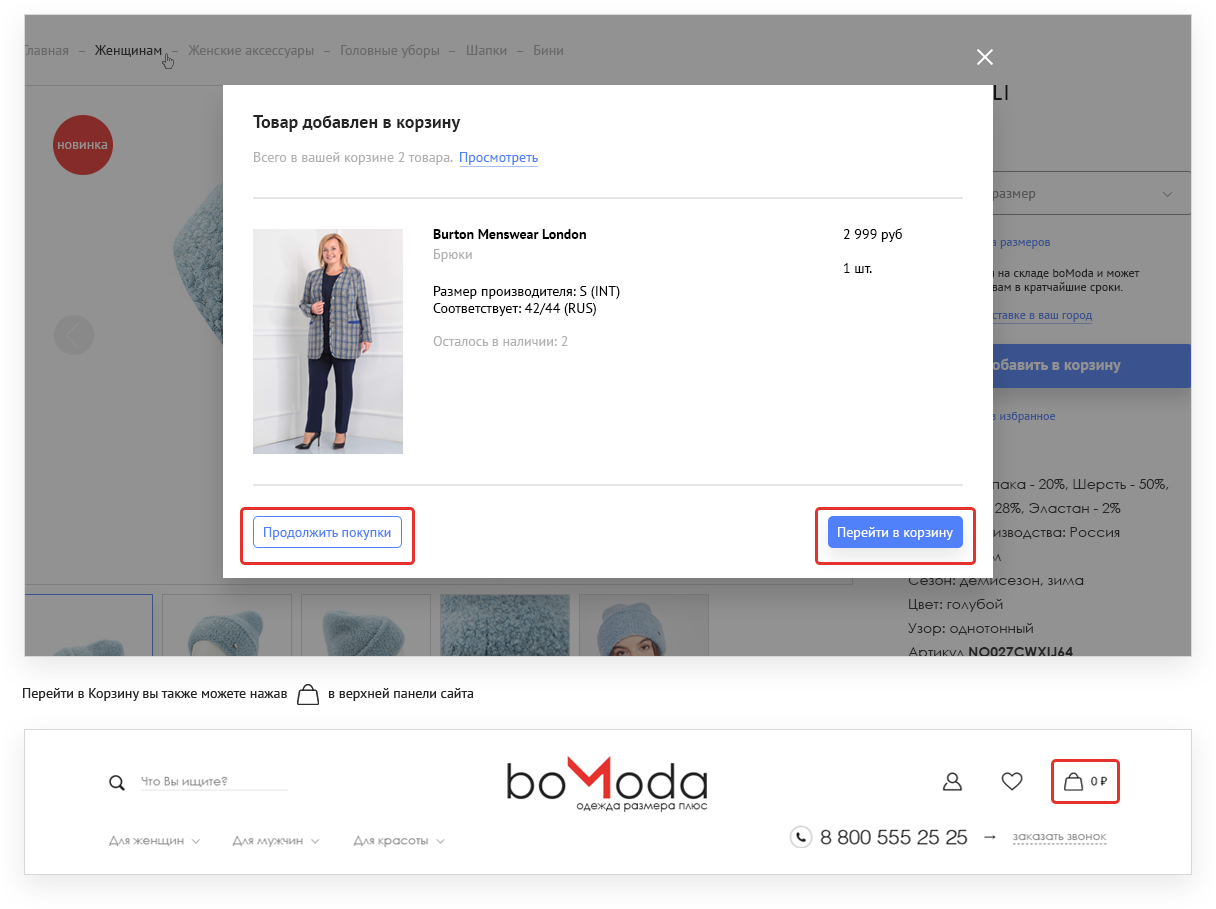 Главная – Женщинам – Женские аксессуары – Головные уборы – Шапки – Бини
LI
новинка
Товар добавлен в корзину
Всего в вашей корзине 2 товара. Просмотреть
размер
размеров
Burton Menswear London
2 999 руб
Брюки
1 шт.
на складе boModa и может
вам в кратчайшие сроки.
Размер производителя: S (INT)
Соответствует: 42/44 (RUS)
ставке в ваш город
Осталось в наличии: 2
обавить в корзину
избранное
пака - 20%, Шерсть - 50%,
28%, Эластан - 2%
Продолжить покупки
Перейти в корзину
изводства: Россия
м
Сезон: демисезон, зима
Цвет: голубой
Узор: однотонный
Артикул NO027CWXIJ64
Перейти в Корзину вы также можете нажав в верхней панели сайта
Что Вы ищите?
boModa
одежда размера плюс
0 ₽
Для женщин
Для мужчин
Для красоты
8 800 555 25 25 → заказать звонок